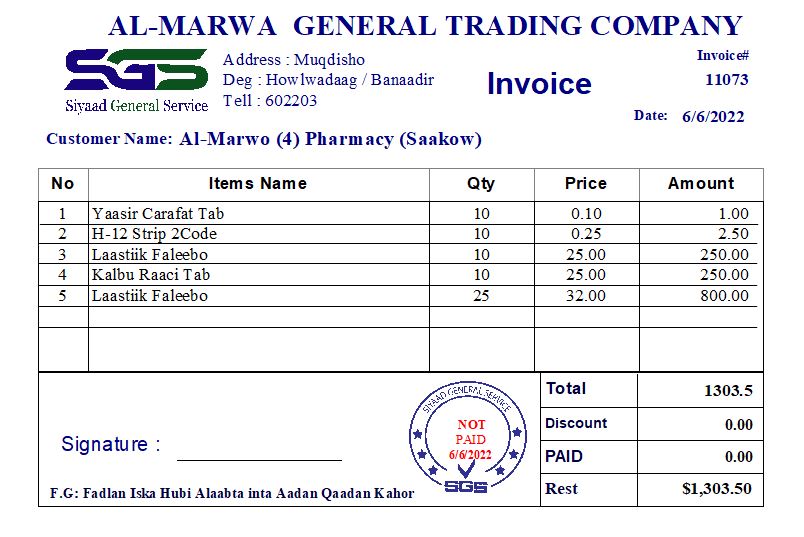 AL-MARWA GENERAL TRADING COMPANY
SGS
Siyaad General Service
Address : Muqdisho
Deg : Howlwadaag / Banaadir
Tell : 602203
Invoice
Invoice#
11073
Date: 6/6/2022
Customer Name: Al-Marwo (4) Pharmacy (Saakow)
No Items Name Qty Price Amount
1 Yaasir Carafat Tab 10 0.10 1.00
2 H-12 Strip 2Code 10 0.25 2.50
3 Laastiik Faleebo 10 25.00 250.00
4 Kalbu Raaci Tab 10 25.00 250.00
5 Laastiik Faleebo 25 32.00 800.00
Total 1303.5
Discount 0.00
PAID 0.00
Rest $1,303.50
SIYAAD GENERAL SERVICE
NOT
PAID
6/6/2022
SGS
Signature :
F.G: Fadlan Iska Hubi Alaabta inta Aadan Qaadan Kahor